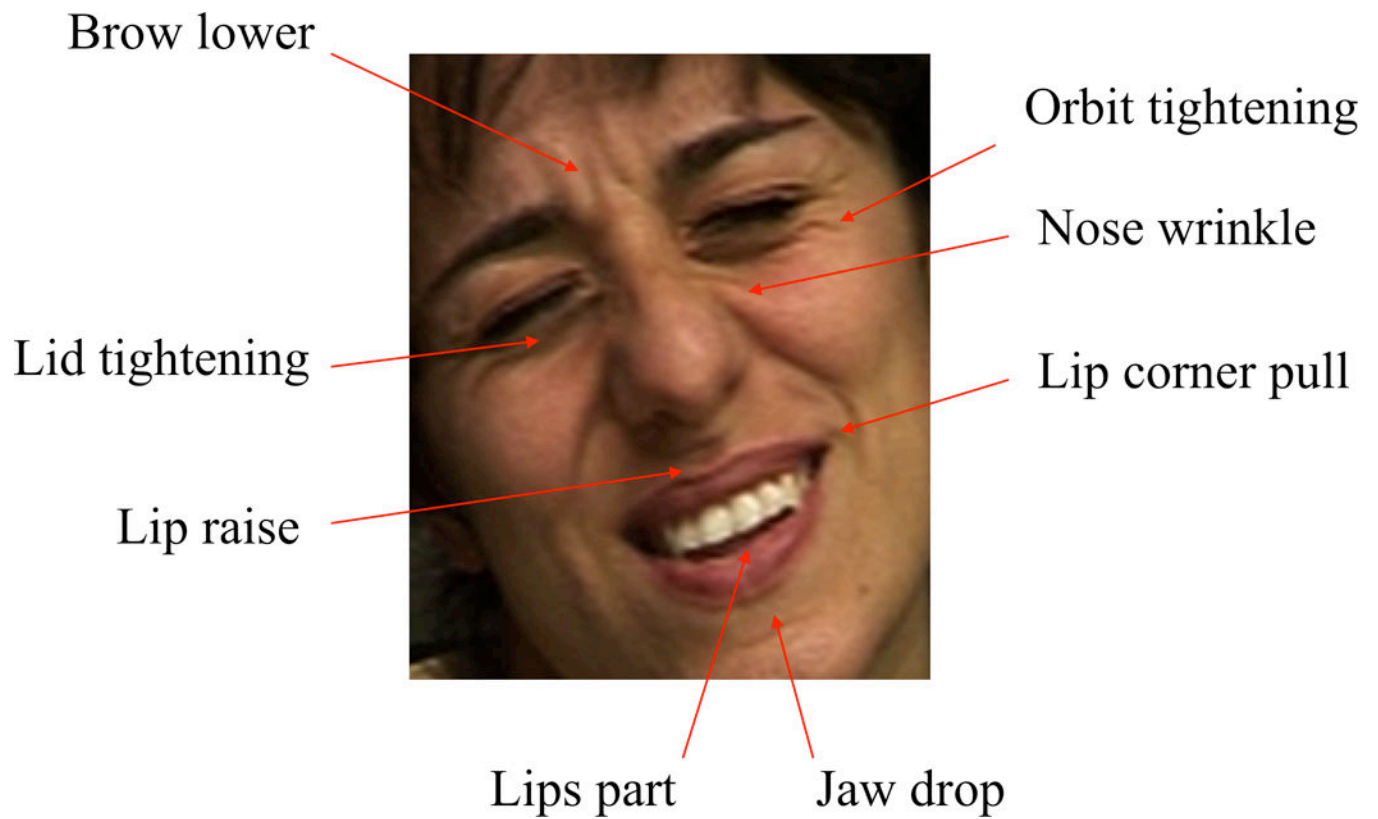 Brow lower
Orbit tightening
Nose wrinkle
Lid tightening
Lip corner pull
Lip raise
Lips part
Jaw drop